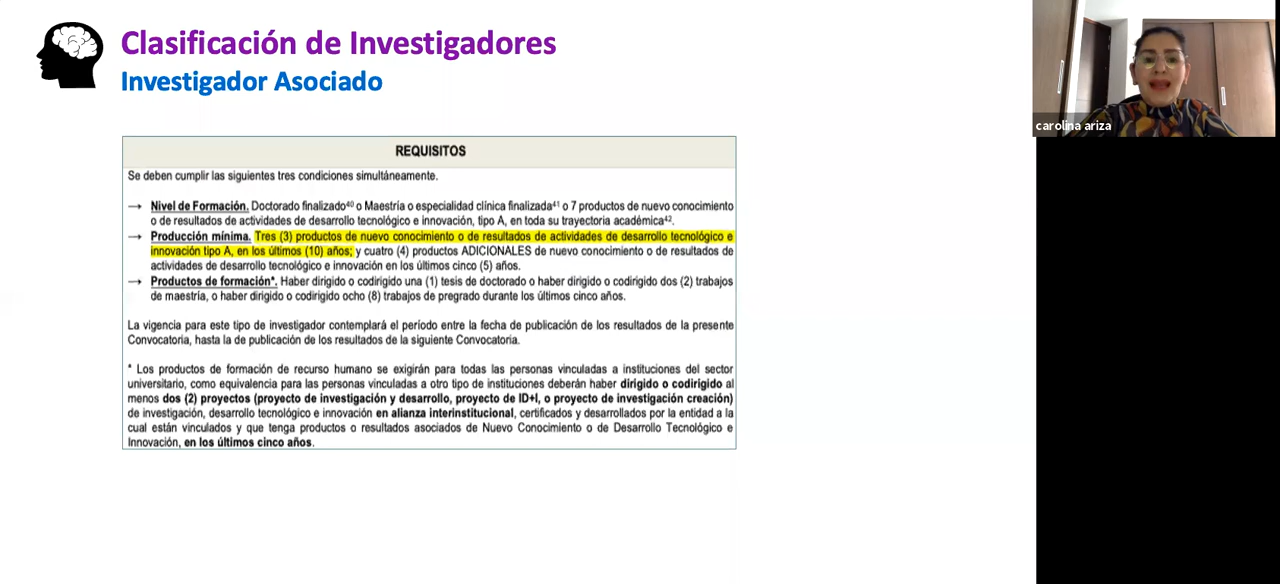 Clasificación de Investigadores
Investigador Asociado
carolina ariza
REQUISITOS
Se deben cumplir las siguientes tres condiciones simultáneamente.
→ Nivel de Formación. Doctorado finalizado⁴⁰ o Maestría o especialidad clínica finalizada⁴¹ o 7 productos de nuevo conocimiento
o de resultados de actividades de desarrollo tecnológico e innovación, tipo A, en toda su trayectoria académica⁴².
→ Producción mínima. Tres (3) productos de nuevo conocimiento o de resultados de actividades de desarrollo tecnológico e
innovación tipo A, en los últimos (10) años; y cuatro (4) productos ADICIONALES de nuevo conocimiento o de resultados de
actividades de desarrollo tecnológico e innovación en los últimos cinco (5) años.
→ Productos de formación*. Haber dirigido o codirigido una (1) tesis de doctorado o haber dirigido o codirigido dos (2) trabajos
de maestría, o haber dirigido o codirigido ocho (8) trabajos de pregrado durante los últimos cinco años.
La vigencia para este tipo de investigador contemplará el período entre la fecha de publicación de los resultados de la presente
Convocatoria, hasta la de publicación de los resultados de la siguiente Convocatoria.
* Los productos de formación de recurso humano se exigirán para todas las personas vinculadas a instituciones del sector
universitario, como equivalencia para las personas vinculadas a otro tipo de instituciones deberán haber dirigido o codirigido al
menos dos (2) proyectos (proyecto de investigación y desarrollo, proyecto de ID+I, o proyecto de investigación creación)
de investigación, desarrollo tecnológico e innovación en alianza interinstitucional, certificados y desarrollados por la entidad a la
cual están vinculados y que tenga productos o resultados asociados de Nuevo Conocimiento o de Desarrollo Tecnológico e
Innovación, en los últimos cinco años.